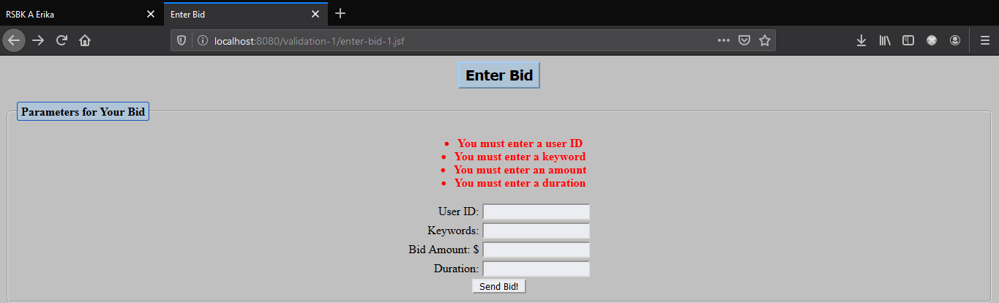 RSBK A Erika
Enter Bid
localhost:8080/validation-1/enter-bid-1.jsf
Enter Bid
Parameters for Your Bid
• You must enter a user ID
• You must enter a keyword
• You must enter an amount
• You must enter a duration
User ID:
Keywords:
Bid Amount: $
Duration:
Send Bid!